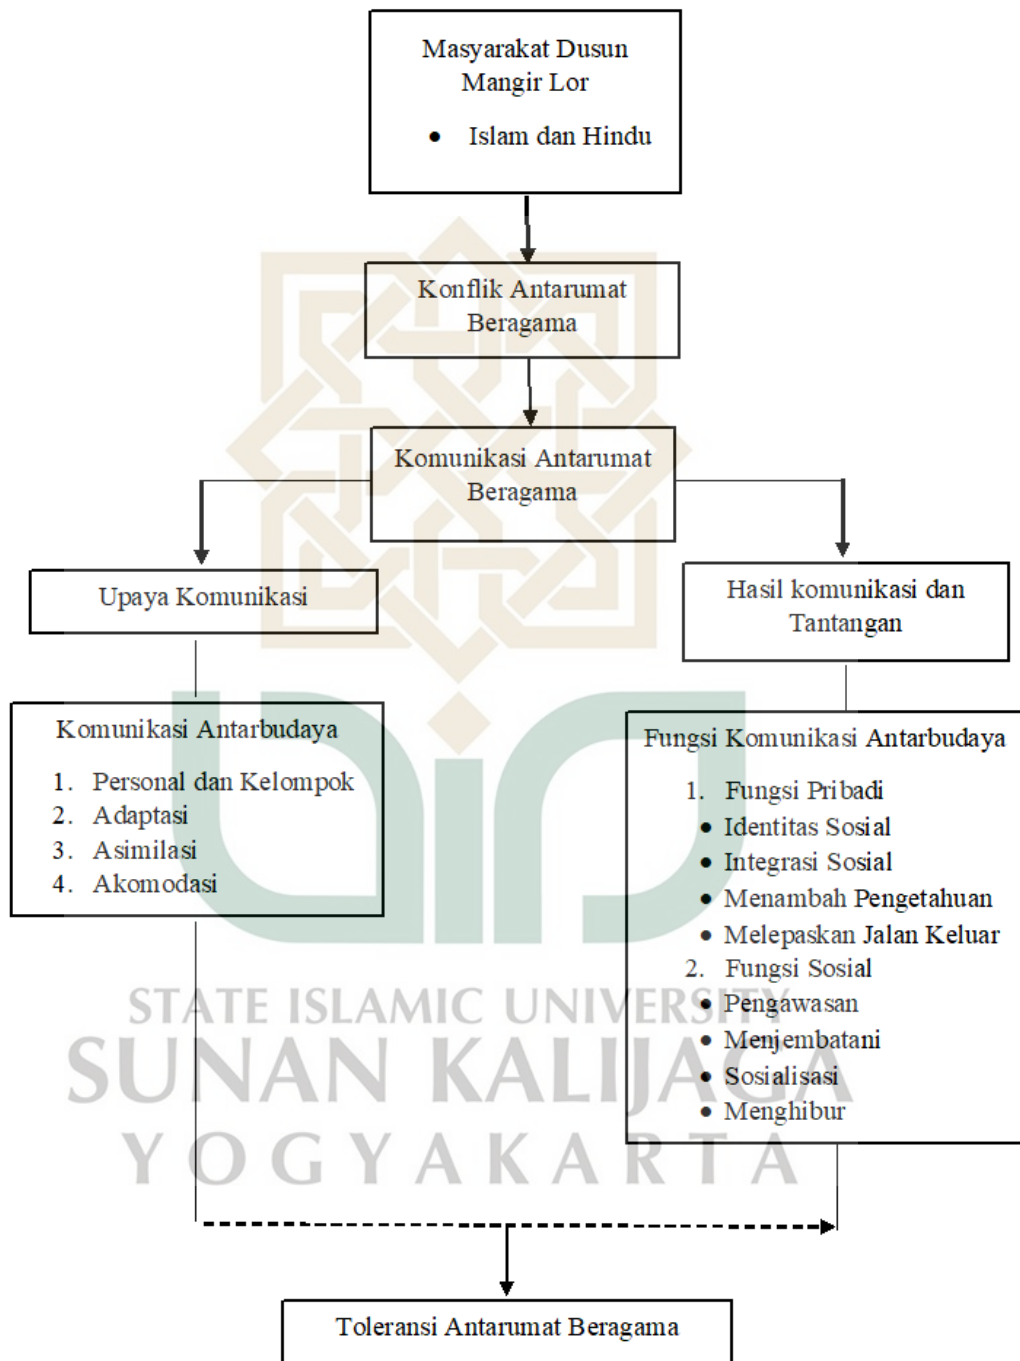 Masyarakat Dusun
Mangir Lor
• Islam dan Hindu
Konflik Antarumat
Beragama
Komunikasi Antarumat
Beragama
Upaya Komunikasi
Hasil komunikasi dan
Tantangan
Komunikasi Antarbudaya
1. Personal dan Kelompok
2. Adaptasi
3. Asimilasi
4. Akomodasi
Fungsi Komunikasi Antarbudaya
1. Fungsi Pribadi
• Identitas Sosial
• Integrasi Sosial
• Menambah Pengetahuan
• Melepaskan Jalan Keluar
2. Fungsi Sosial
• Pengawasan
• Menjembatani
• Sosialisasi
• Menghibur
STATE ISLAMIC UNIVERSITY
SUNAN KALIJAGA
YOGYAKARTA
Toleransi Antarumat Beragama